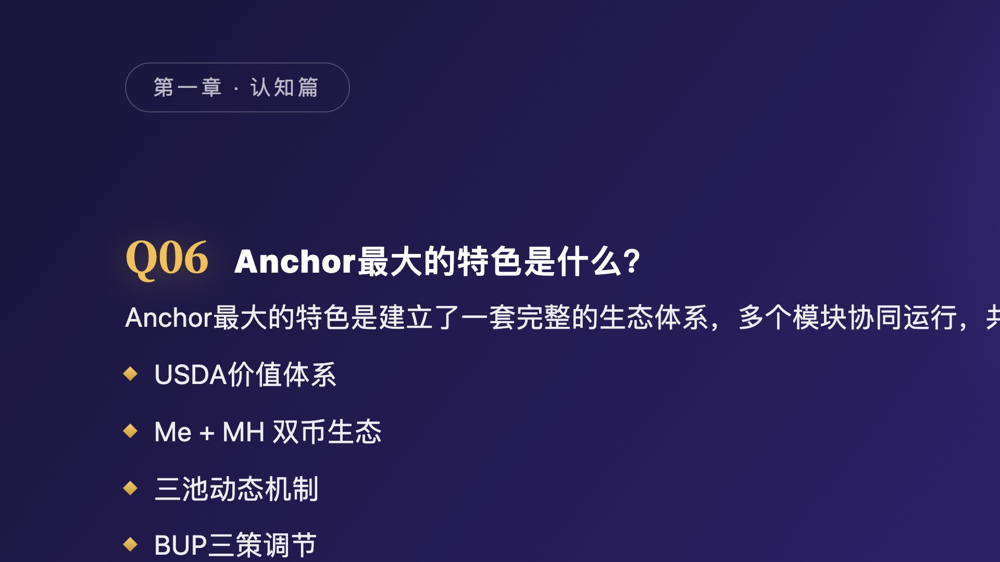 第一章 · 认知篇
Q06 Anchor最大的特色是什么？
Anchor最大的特色是建立了一套完整的生态体系，多个模块协同运行，共
USDA价值体系
Me + MH 双币生态
三池动态机制
BUP三策调节